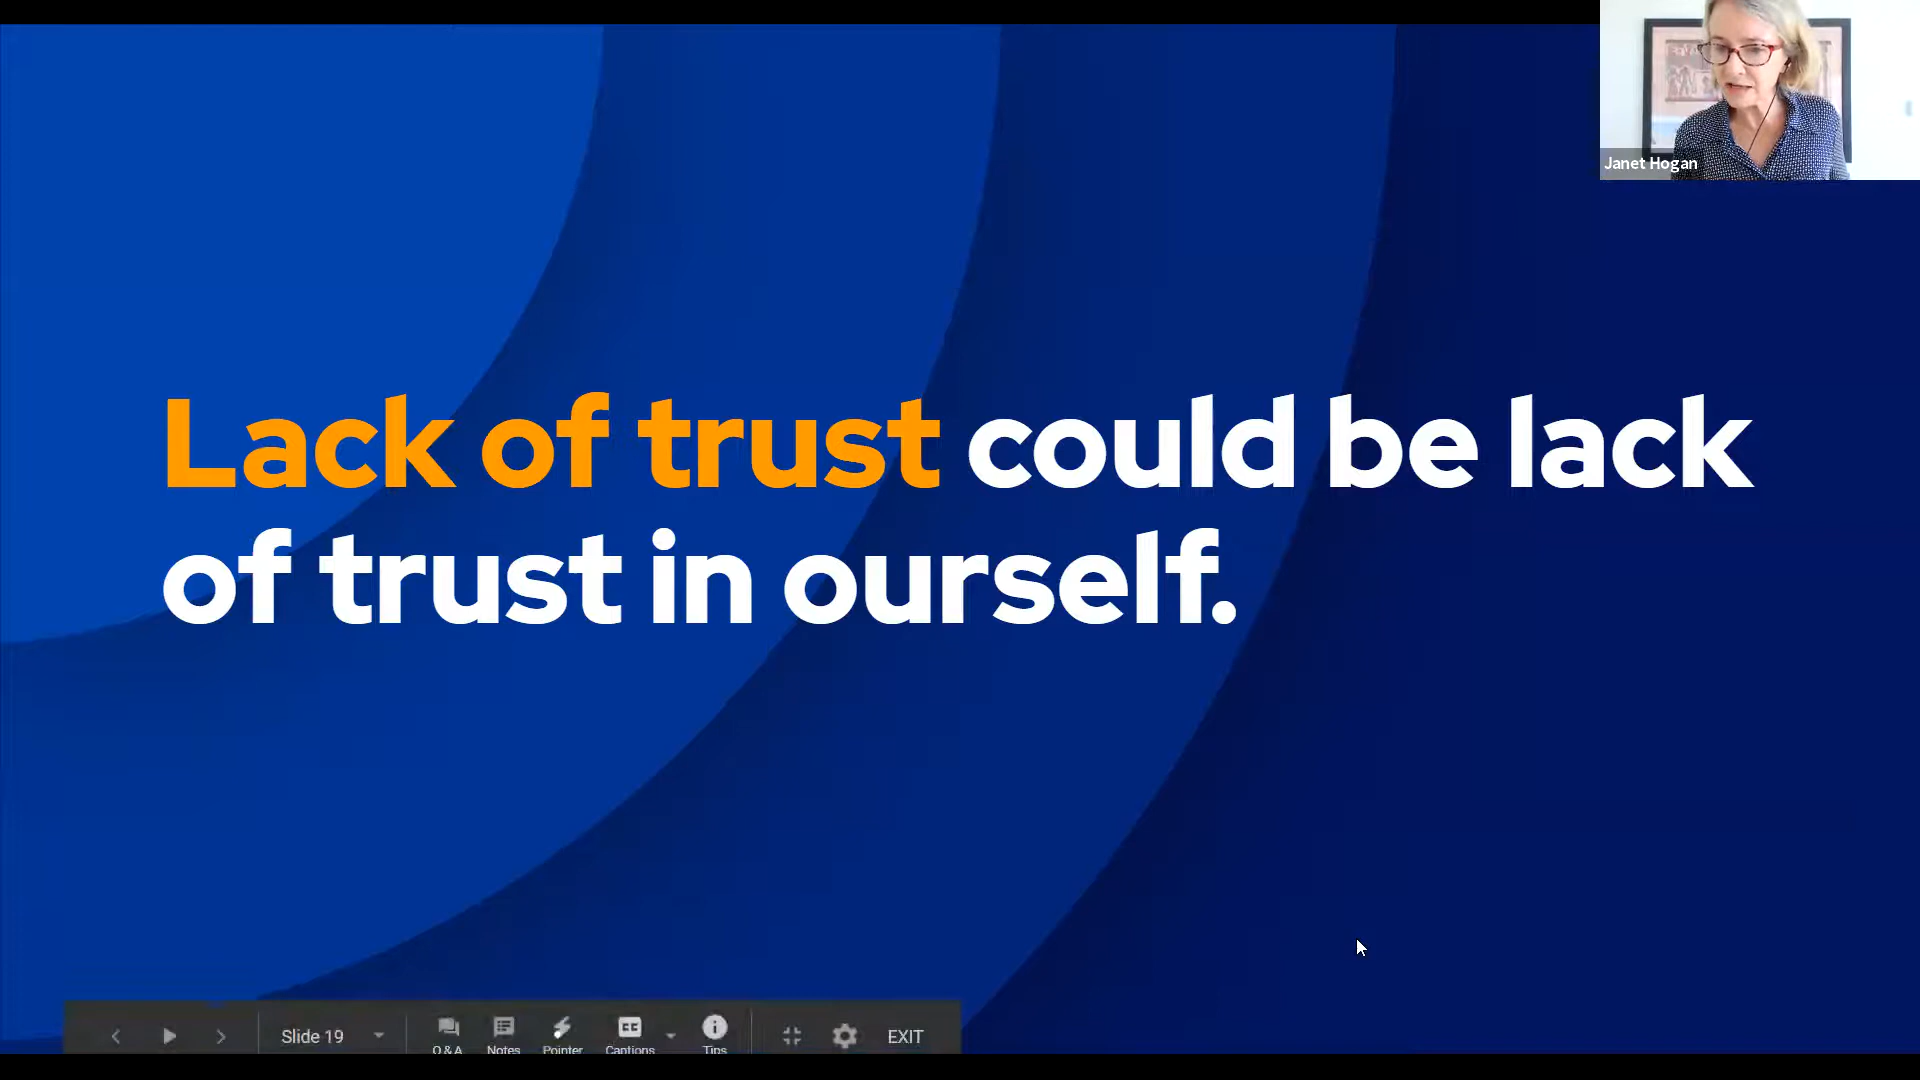 Janet Hogan
Lack of trust could be lack
of trust in ourself.
Slide 19
Q & A
Notes
Pointer
Captions
Tips
EXIT